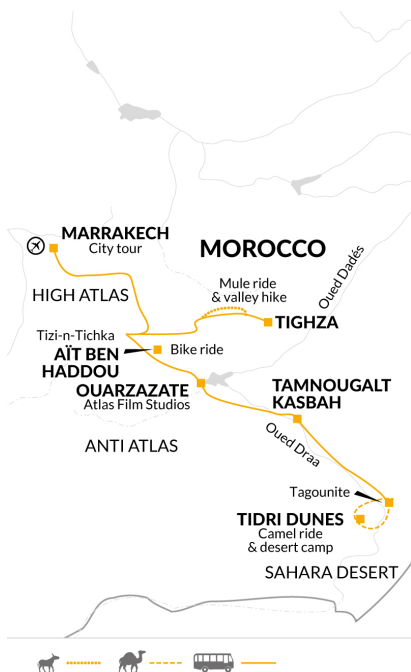 MARRAKECH
City tour
MOROCCO
Oued Dadés
Mule ride
& valley hike
HIGH ATLAS
TIGHZA
Tizi-n-Tichka
AÏT BEN
HADDOU
Bike ride
OUARZAZATE
Atlas Film Studios
TAMNOUGALT
KASBAH
ANTI ATLAS
Oued Draa
Tagounite
TIDRI DUNES
Camel ride
& desert camp
SAHARA DESERT